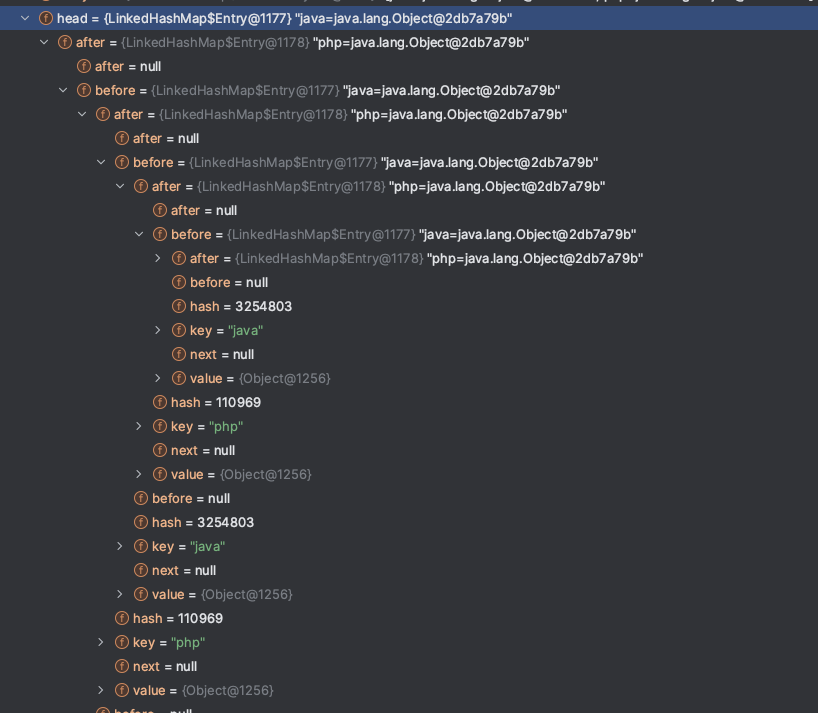 head = {LinkedHashMap$Entry@1177} "java=java.lang.Object@2db7a79b"
after = {LinkedHashMap$Entry@1178} "php=java.lang.Object@2db7a79b"
after = null
before = {LinkedHashMap$Entry@1177} "java=java.lang.Object@2db7a79b"
after = {LinkedHashMap$Entry@1178} "php=java.lang.Object@2db7a79b"
after = null
before = {LinkedHashMap$Entry@1177} "java=java.lang.Object@2db7a79b"
after = {LinkedHashMap$Entry@1178} "php=java.lang.Object@2db7a79b"
after = null
before = {LinkedHashMap$Entry@1177} "java=java.lang.Object@2db7a79b"
after = {LinkedHashMap$Entry@1178} "php=java.lang.Object@2db7a79b"
before = null
hash = 3254803
key = "java"
next = null
value = {Object@1256}
hash = 110969
key = "php"
next = null
value = {Object@1256}
before = null
hash = 3254803
key = "java"
next = null
value = {Object@1256}
hash = 110969
key = "php"
next = null
value = {Object@1256}
before = null